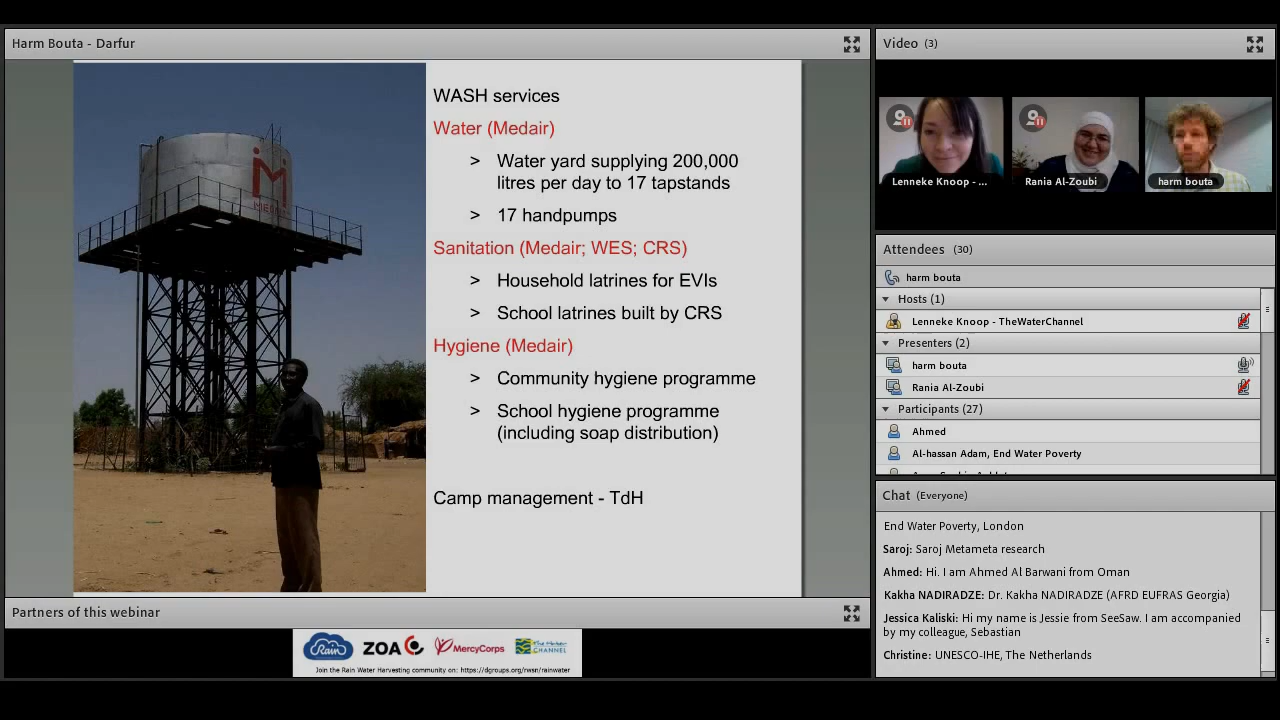 Harm Bouta - Darfur
WASH services
Water (Medair)
> Water yard supplying 200,000
litres per day to 17 tapstands
> 17 handpumps
Sanitation (Medair; WES; CRS)
> Household latrines for EVIs
> School latrines built by CRS
Hygiene (Medair)
> Community hygiene programme
> School hygiene programme
(including soap distribution)
Camp management - TdH
Partners of this webinar
Rain
ZOA
MercyCorps
CHANNEL
Join the Rain Water Harvesting community on: https://dgroups.org/rwsn/rainwater
Video (3)
Lenneke Knoop - ...
Rania Al-Zoubi
harm bouta
Attendees (30)
harm bouta
Hosts (1)
Lenneke Knoop - TheWaterChannel
Presenters (2)
harm bouta
Rania Al-Zoubi
Participants (27)
Ahmed
Al-hassan Adam, End Water Poverty
Chat (Everyone)
End Water Poverty, London
Saroj: Saroj Metameta research
Ahmed: Hi. I am Ahmed Al Barwani from Oman
Kakha NADIRADZE: Dr. Kakha NADIRADZE (AFRD EUFRAS Georgia)
Jessica Kaliski: Hi my name is Jessie from SeeSaw. I am accompanied
by my colleague, Sebastian
Christine: UNESCO-IHE, The Netherlands